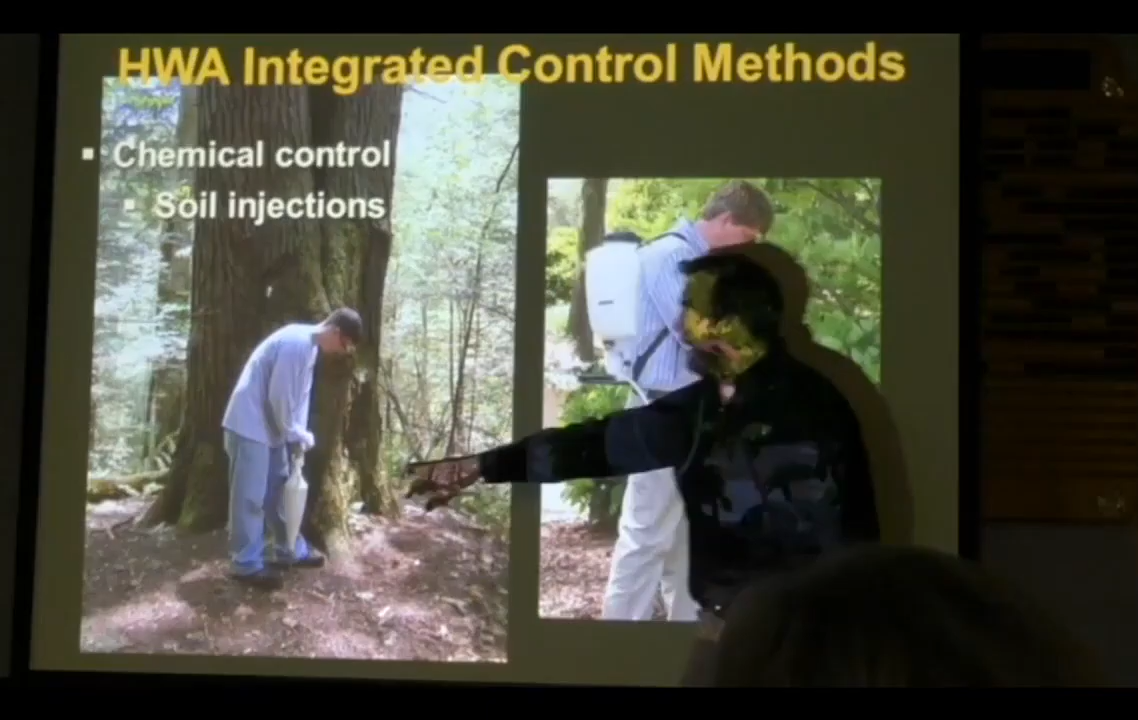 HWA Integrated Control Methods
▪ Chemical control
▪ Soil injections